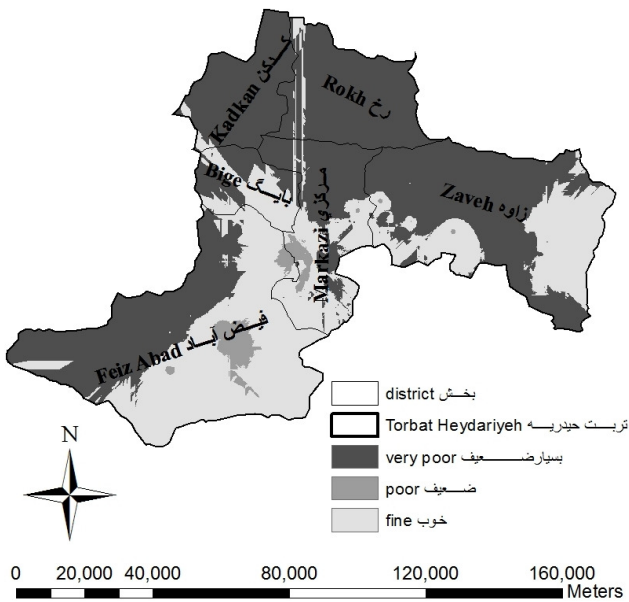 Kadkan کدکن
Rokh رخ
Bige بایگ
Markazi مرکزی
Zaveh زاوه
Feiz Abad فیض آباد
district بخش
Torbat Heydariyeh تربت حیدریه
very poor بسیارضعیف
poor ضعیف
fine خوب
N
0 20,000 40,000 80,000 120,000 160,000
Meters